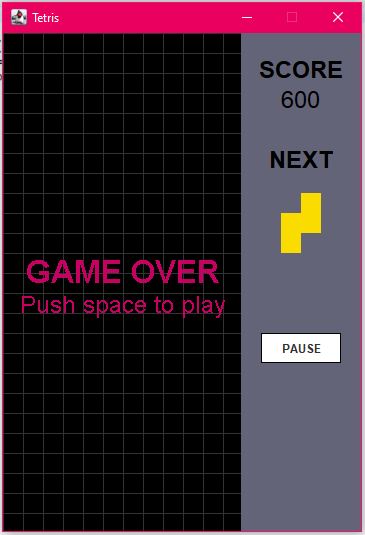 Tetris
SCORE
600
NEXT
GAME OVER
Push space to play
PAUSE